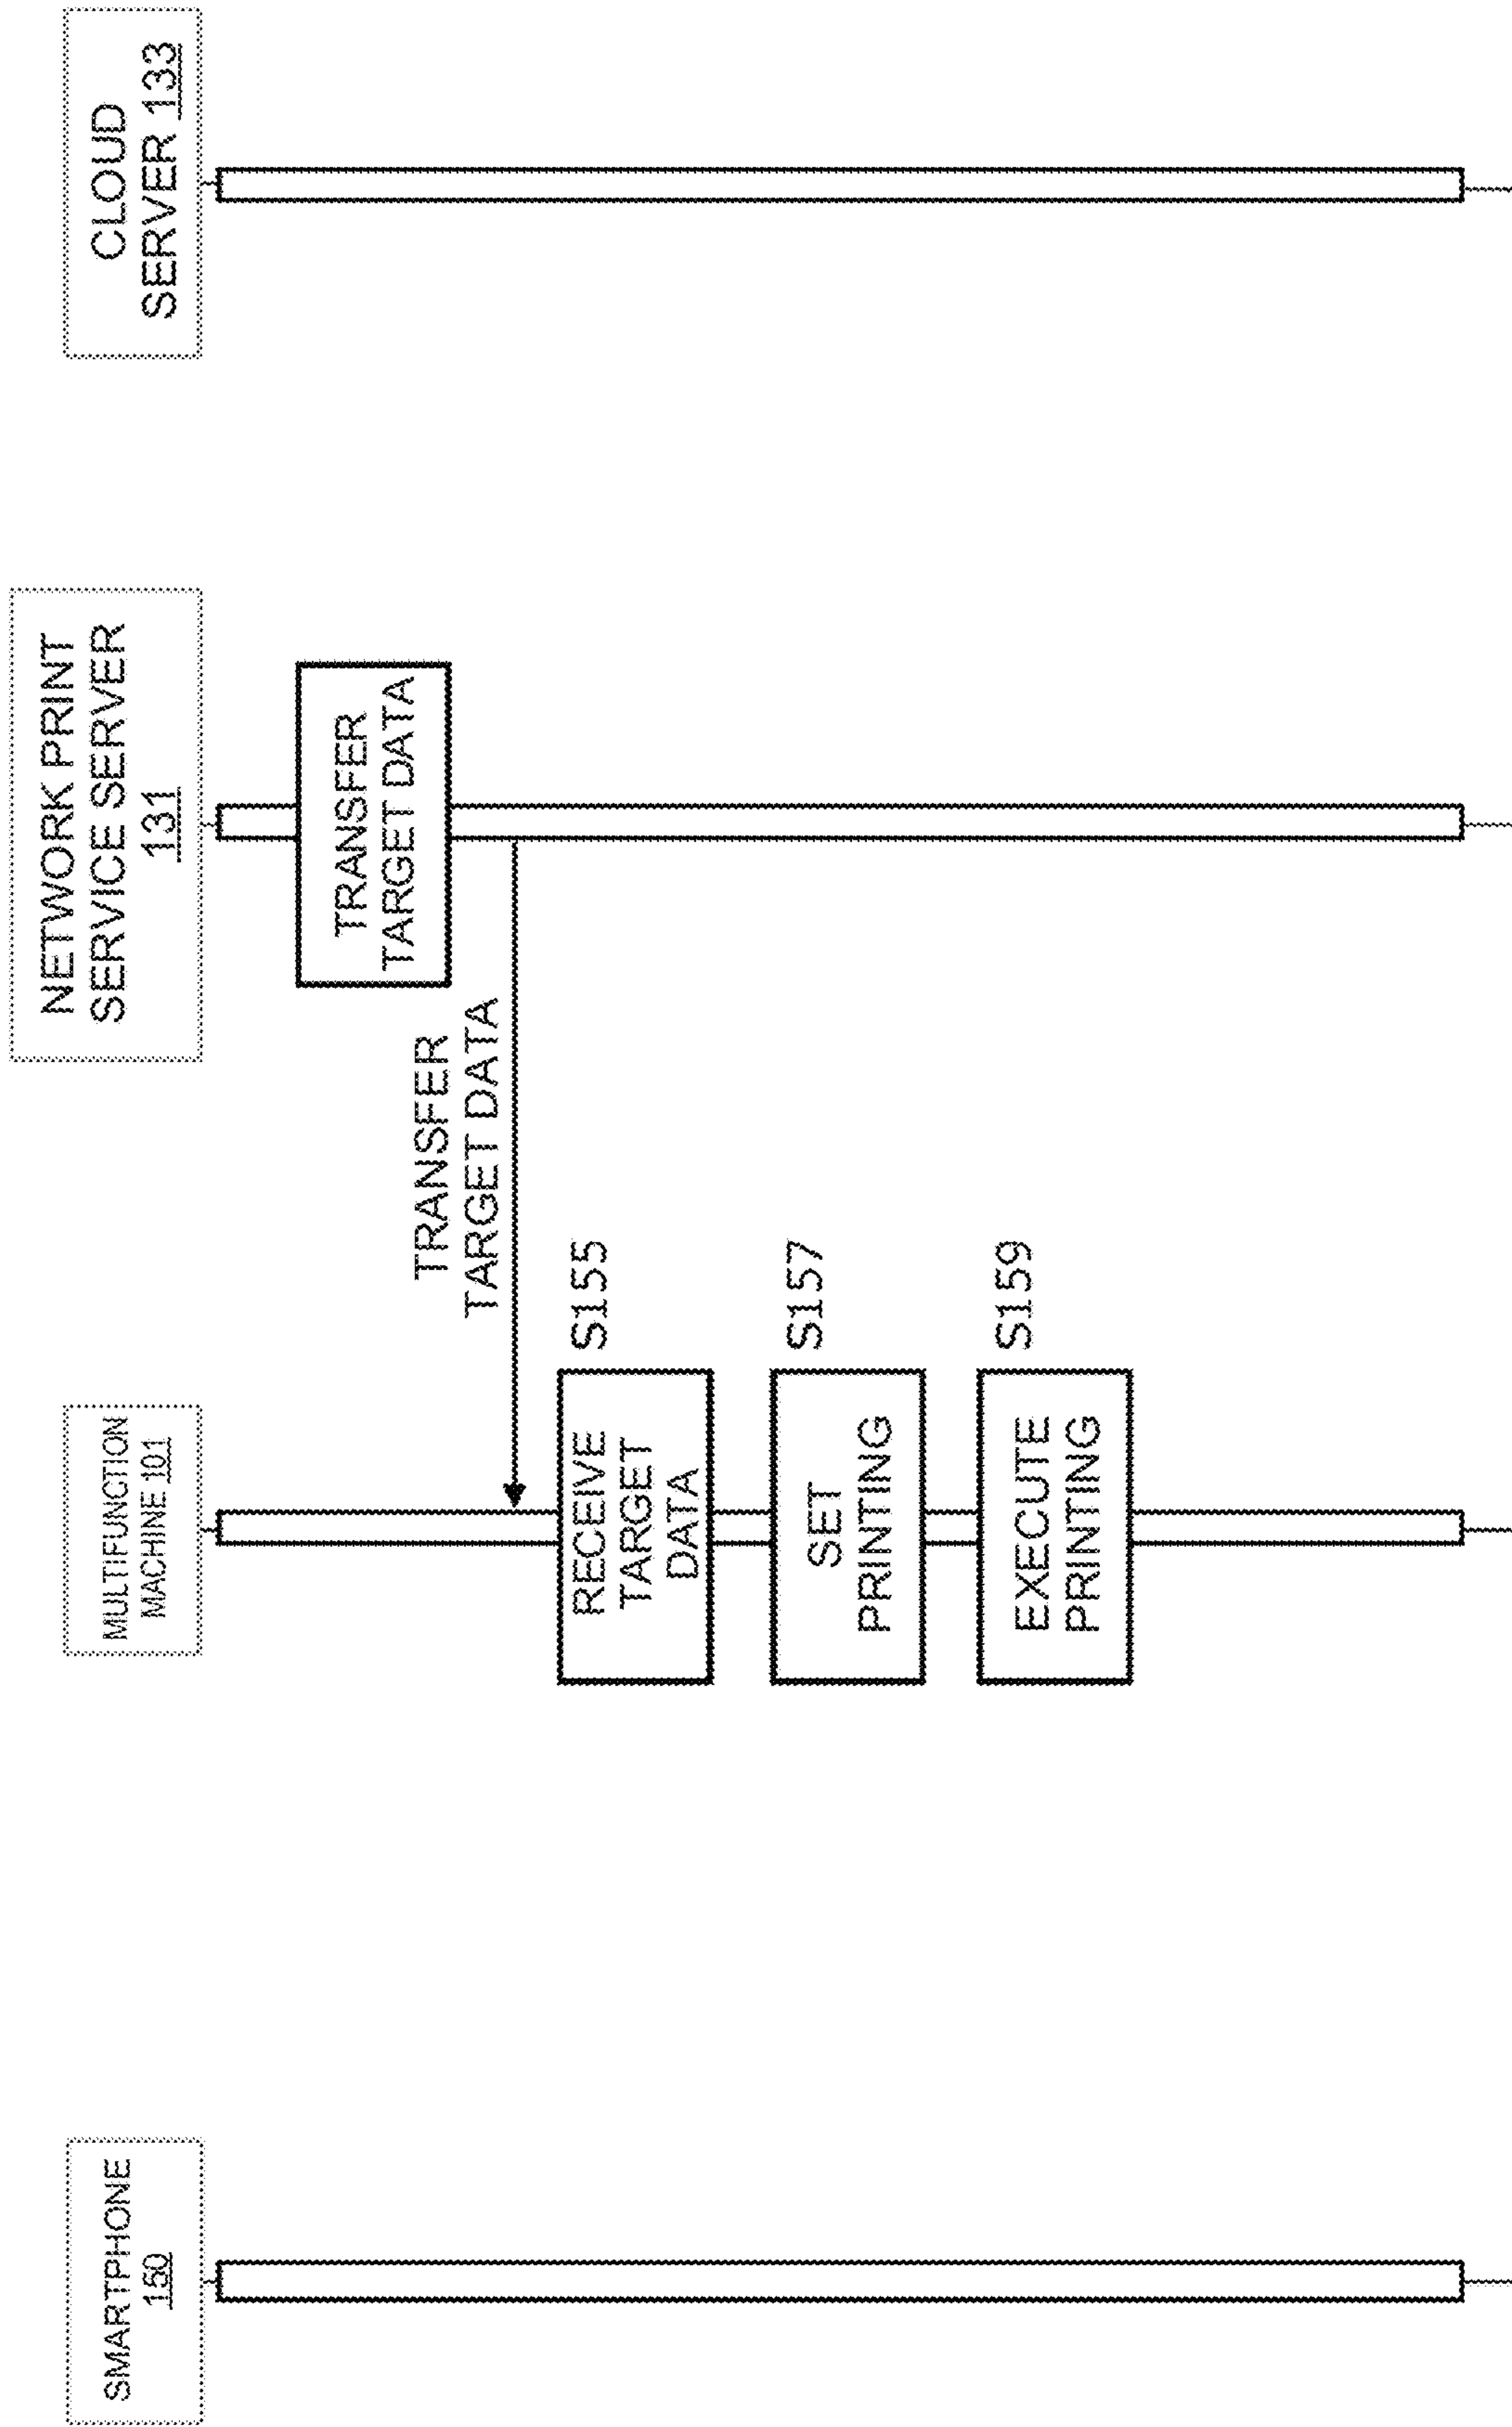 SMARTPHONE
150
MULTIFUNCTION
MACHINE 101
NETWORK PRINT
SERVICE SERVER
131
CLOUD
SERVER 133
TRANSFER
TARGET DATA
TRANSFER
TARGET DATA
S155
RECEIVE
TARGET
DATA
S157
SET
PRINTING
S159
EXECUTE
PRINTING